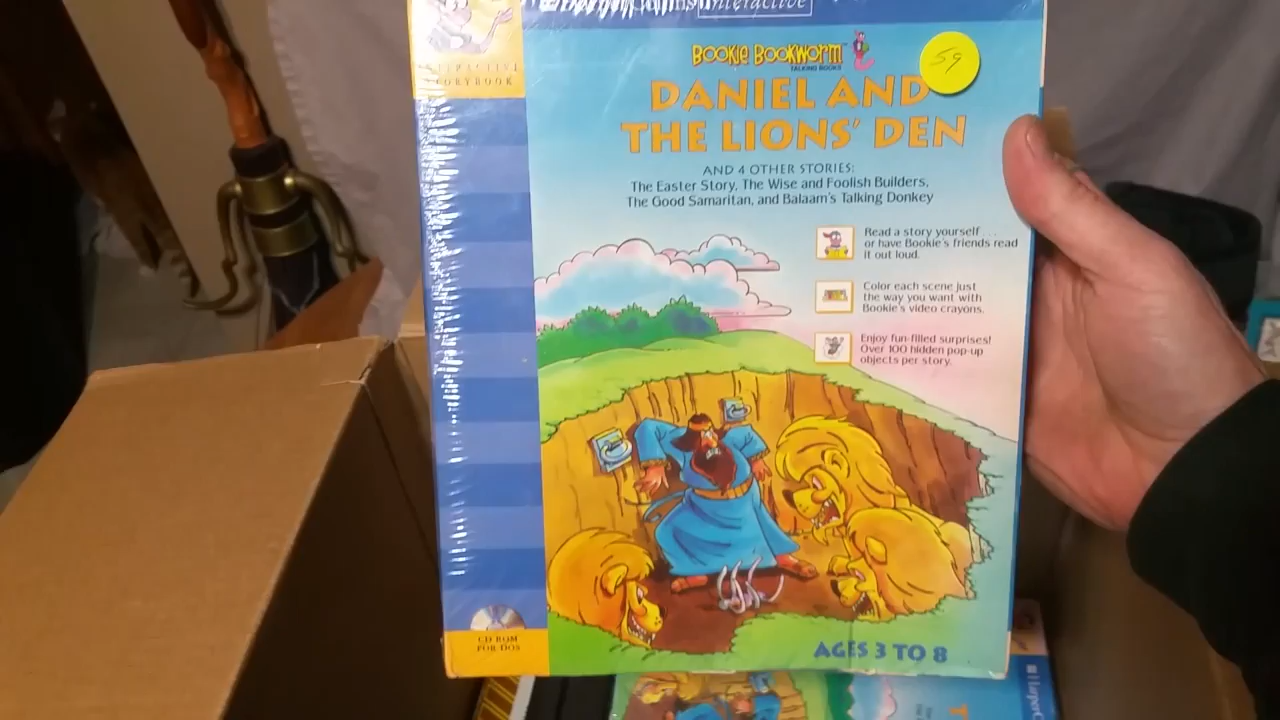 Interactive
INTERACTIVE
STORYBOOK
BOOKIE BOOKWORM
TALKING BOOKS
59
DANIEL AND
THE LIONS' DEN
AND 4 OTHER STORIES:
The Easter Story, The Wise and Foolish Builders,
The Good Samaritan, and Balaam's Talking Donkey
Read a story yourself . . .
or have Bookie's friends read
it out loud.
Color each scene just
the way you want with
Bookie's video crayons.
Enjoy fun-filled surprises!
Over 100 hidden pop-up
objects per story.
CD ROM
FOR DOS
AGES 3 TO 8